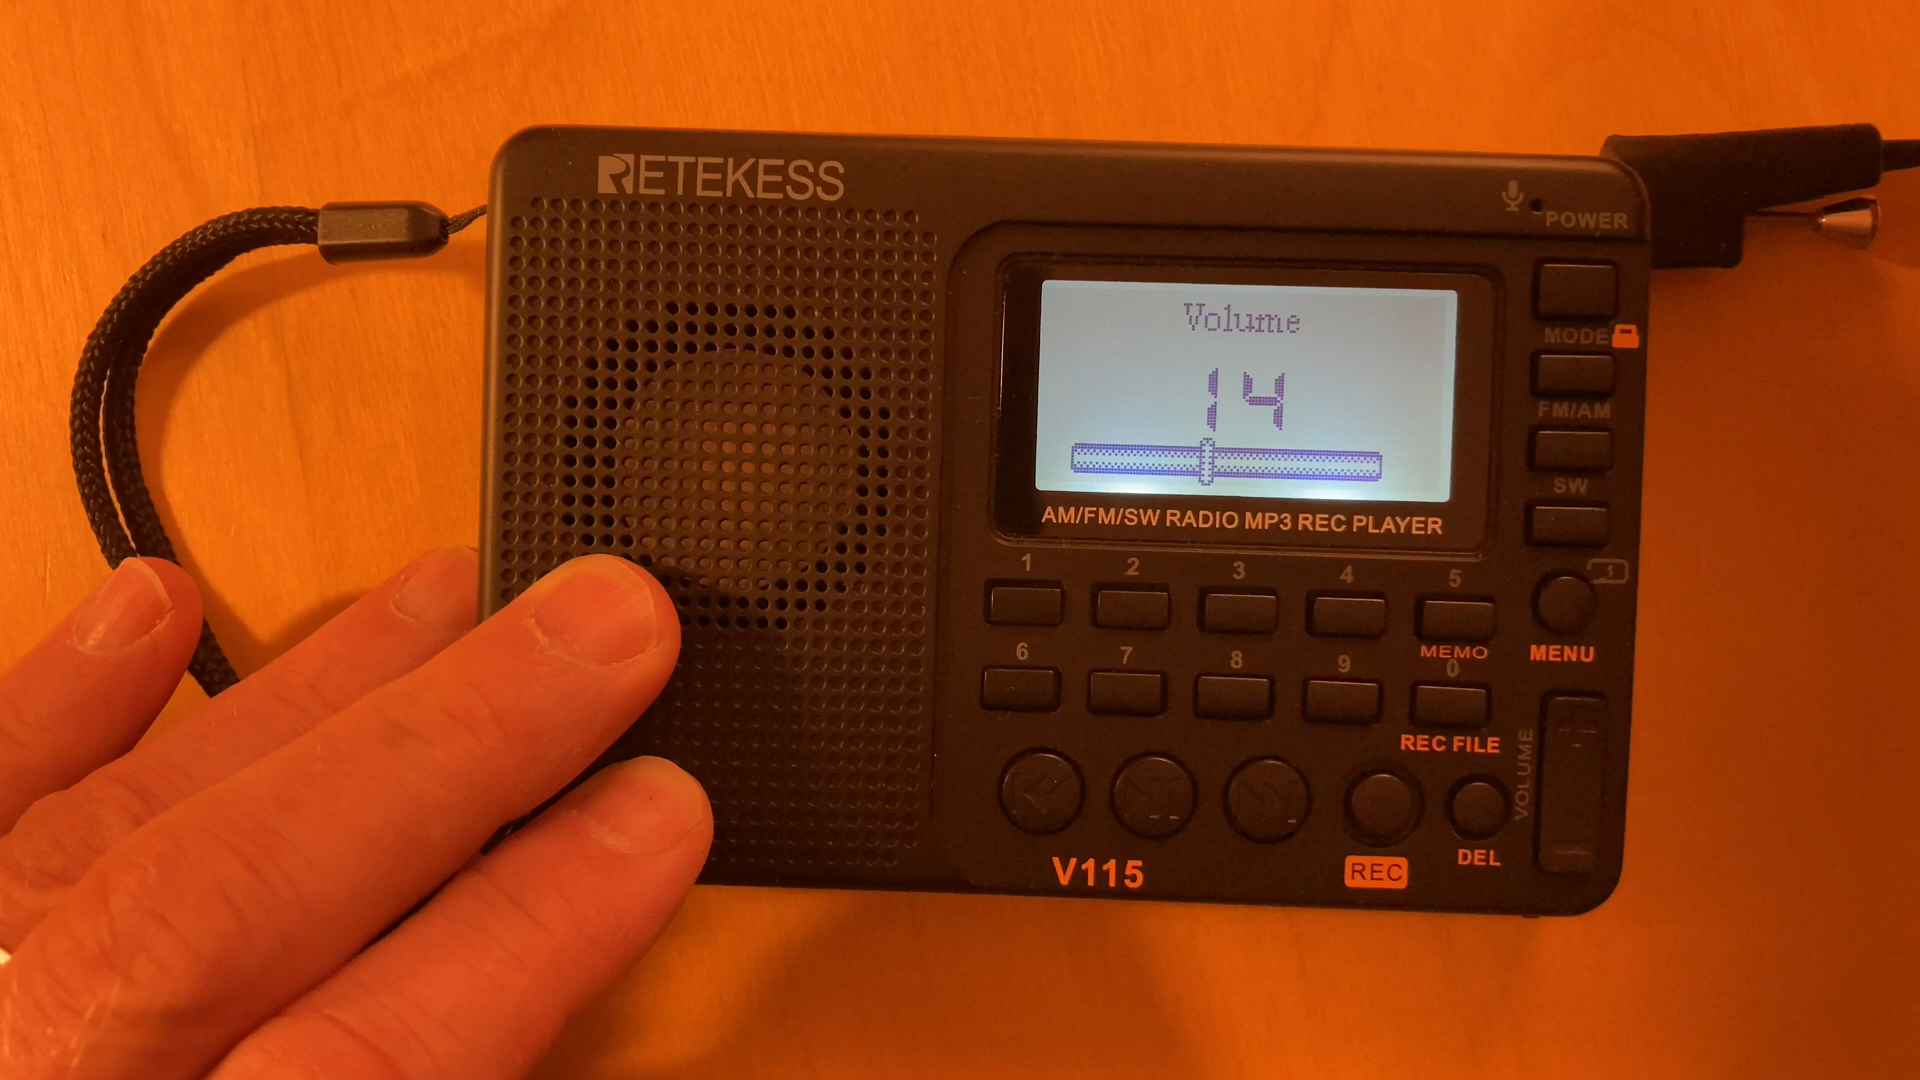 RETEKESS
POWER
Volume
14
MODE
FM/AM
SW
AM/FM/SW RADIO MP3 REC PLAYER
1 2 3 4 5
MEMO
MENU
6 7 8 9 0
REC FILE
VOLUME
DEL
V115
REC